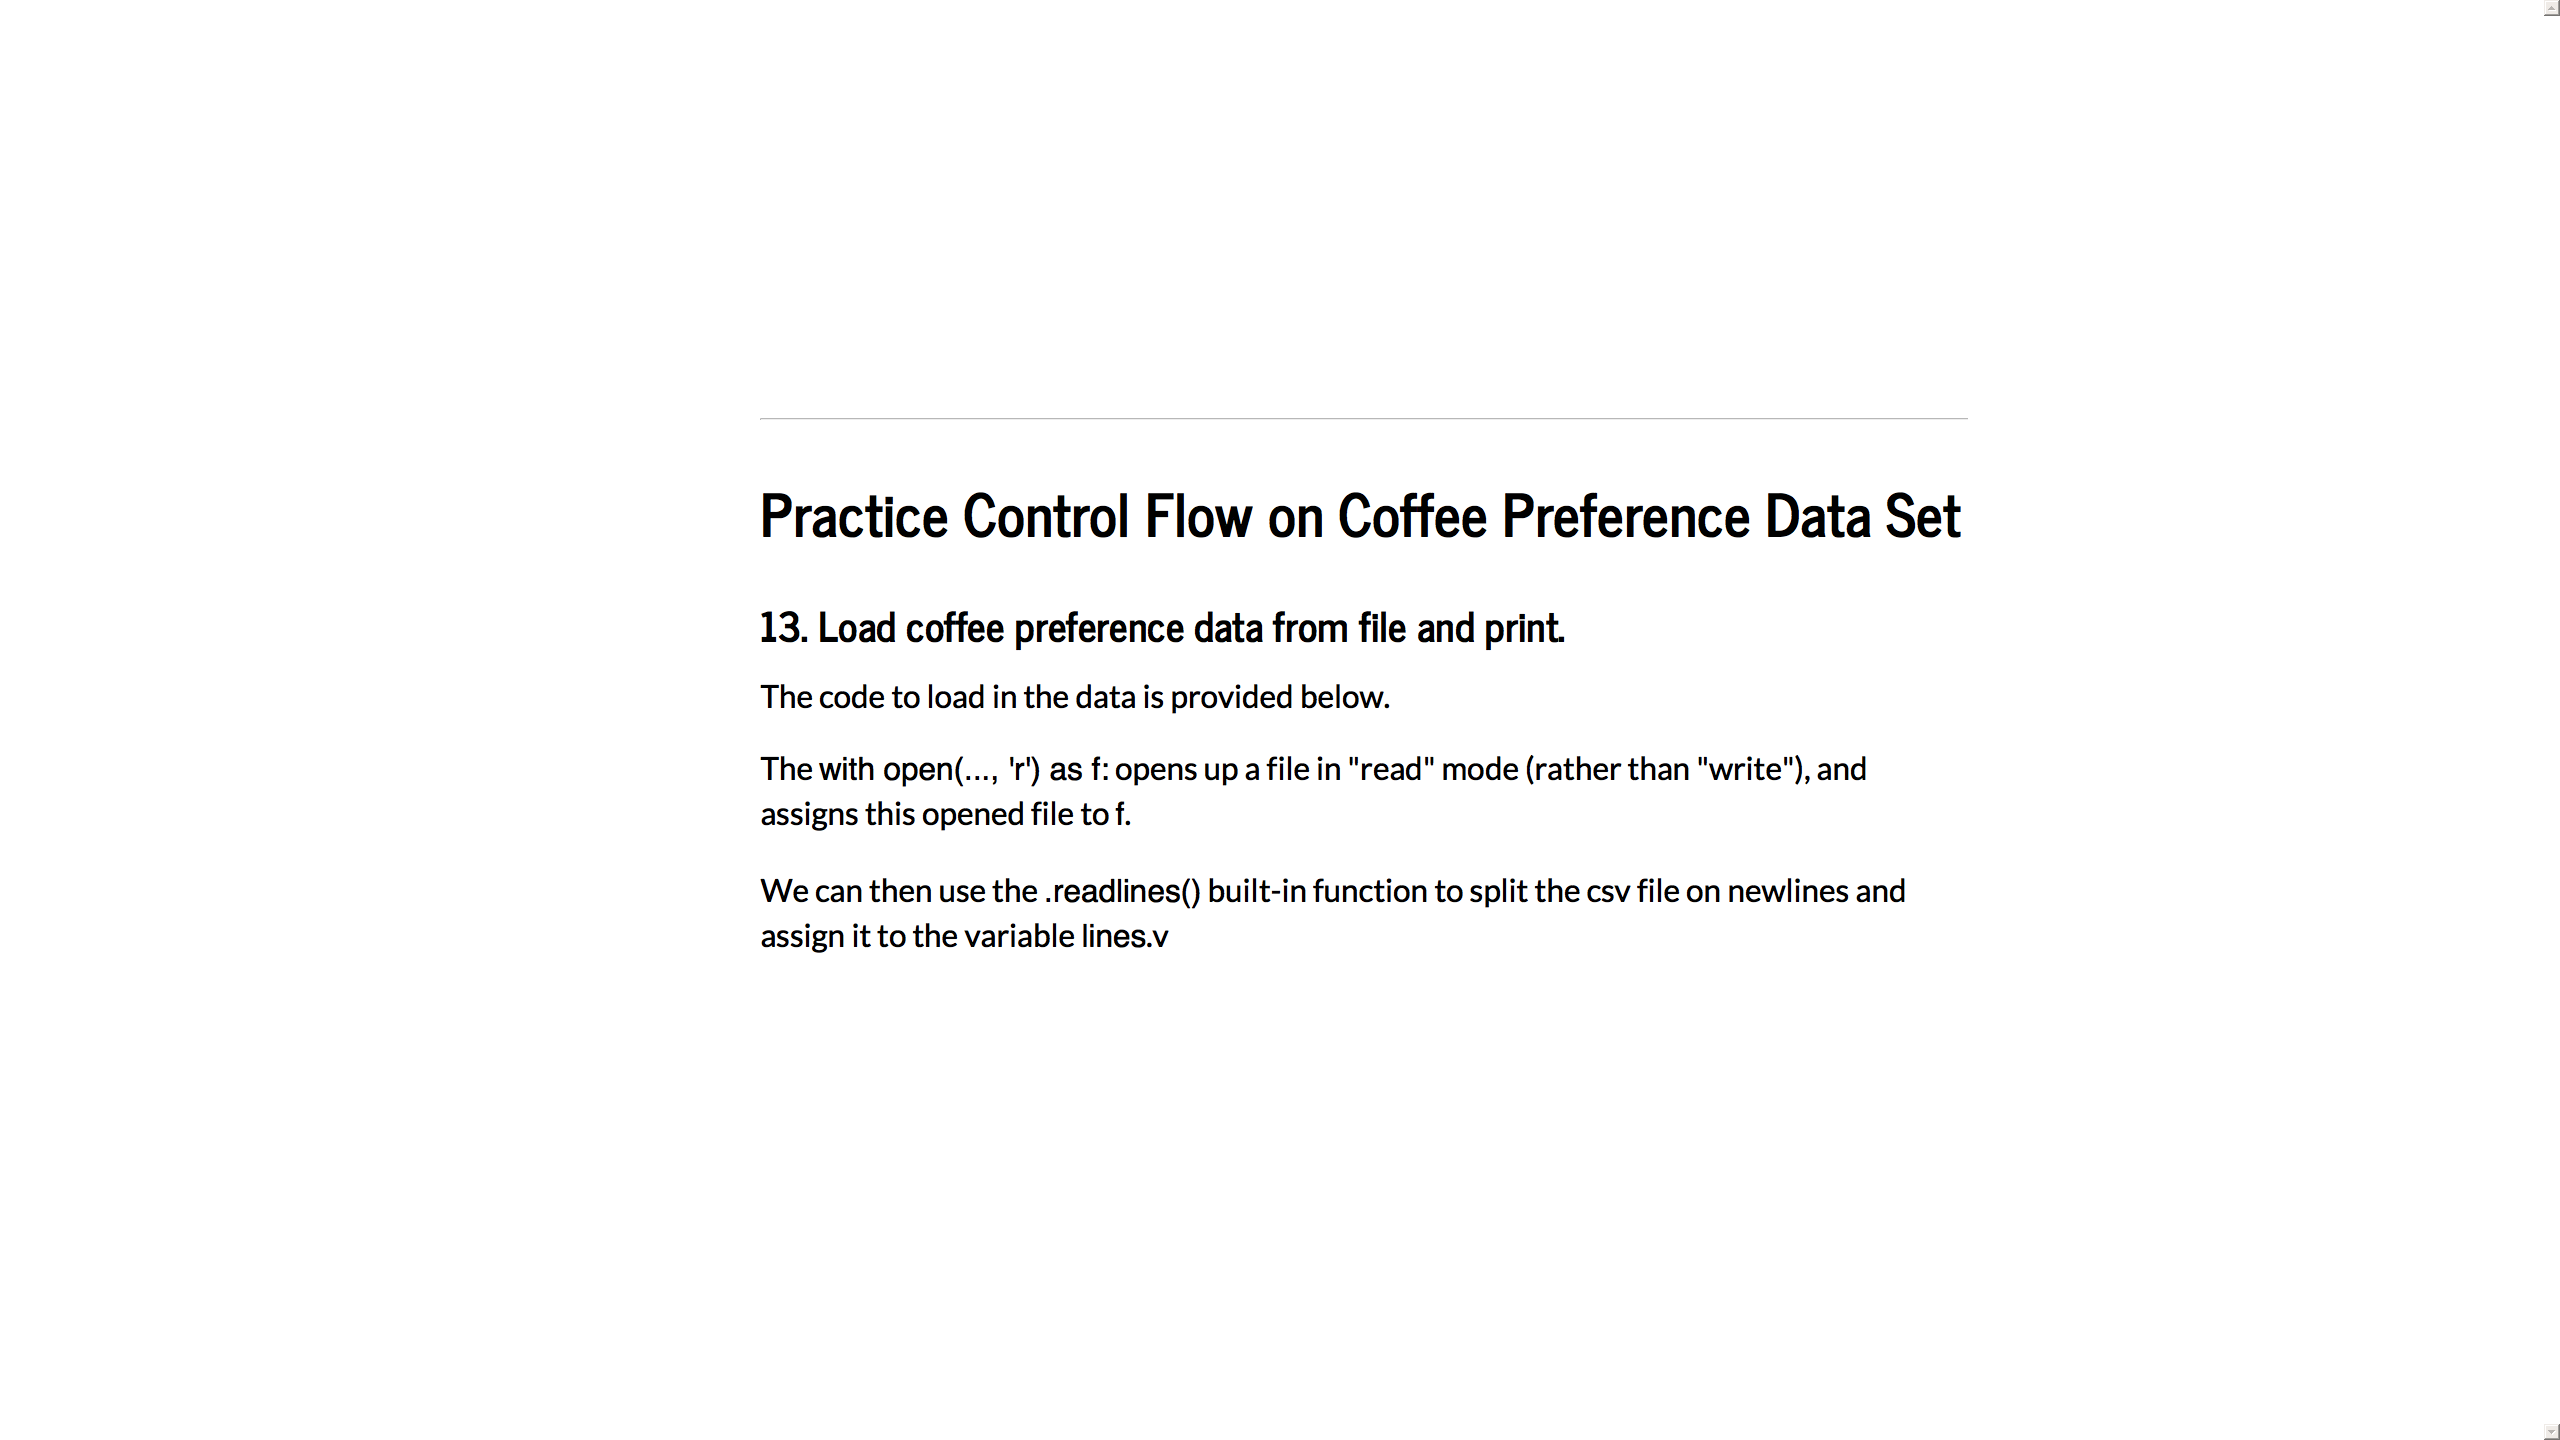 Practice Control Flow on Coffee Preference Data Set
13. Load coffee preference data from file and print.
The code to load in the data is provided below.
The with open(..., 'r') as f: opens up a file in "read" mode (rather than "write"), and
assigns this opened file to f.
We can then use the .readlines() built-in function to split the csv file on newlines and
assign it to the variable lines.v